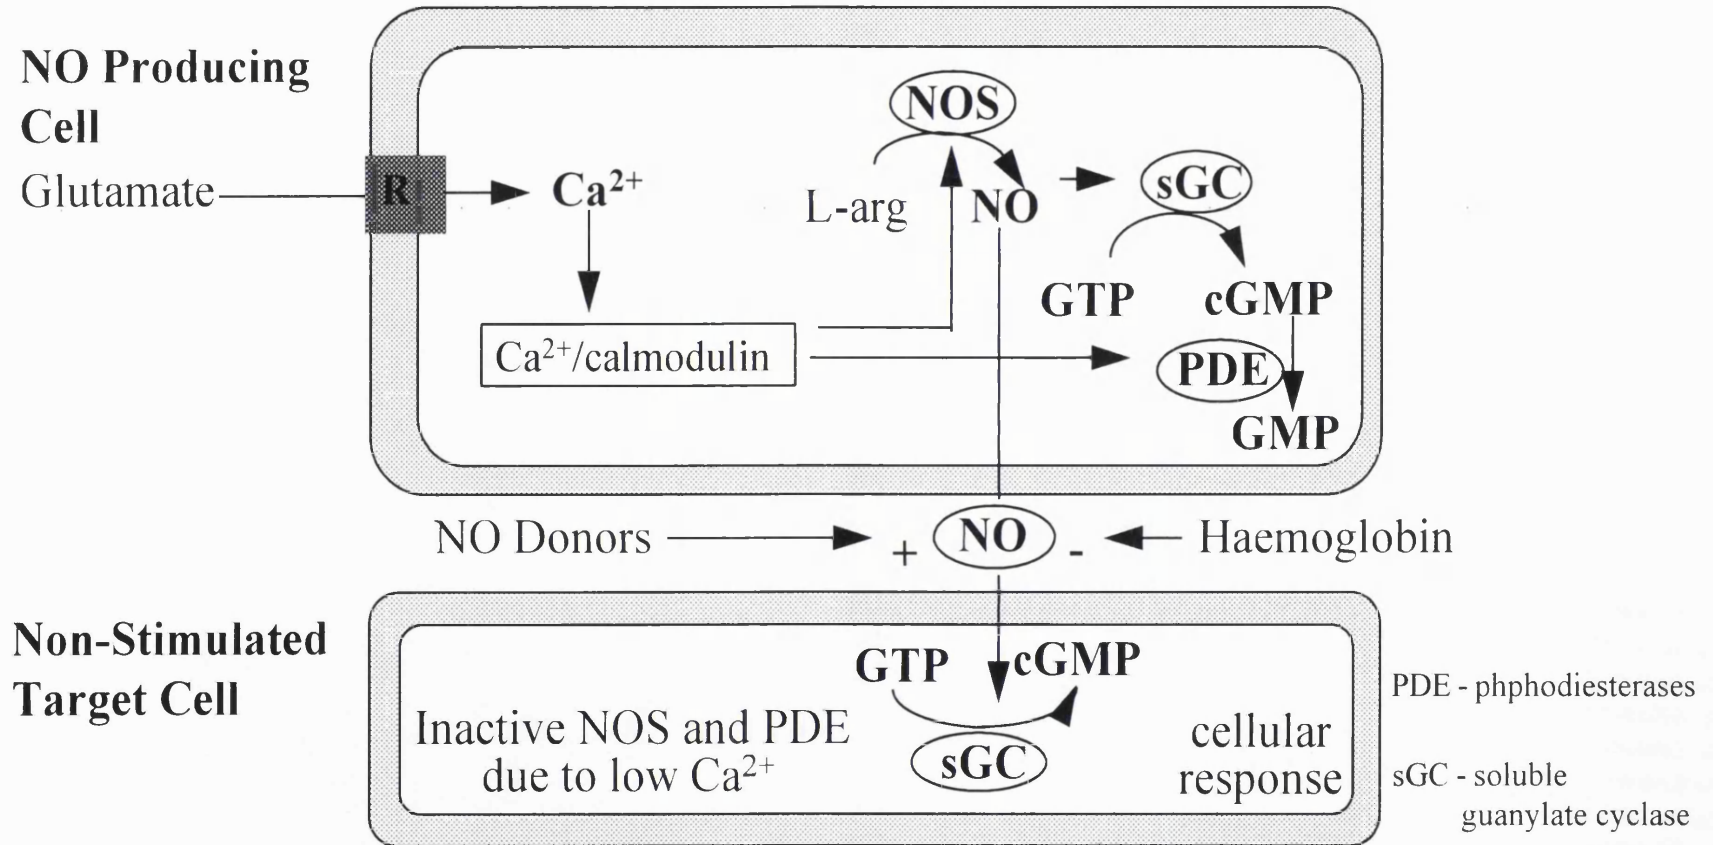 NO Producing
Cell
Glutamate
R
Ca²⁺
NOS
L-arg
NO
sGC
GTP
cGMP
Ca²⁺/calmodulin
PDE
GMP
NO Donors
+
NO
-
Haemoglobin
Non-Stimulated
Target Cell
GTP
cGMP
Inactive NOS and PDE
due to low Ca²⁺
sGC
cellular
response
PDE - phphodiesterases
sGC - soluble
guanylate cyclase